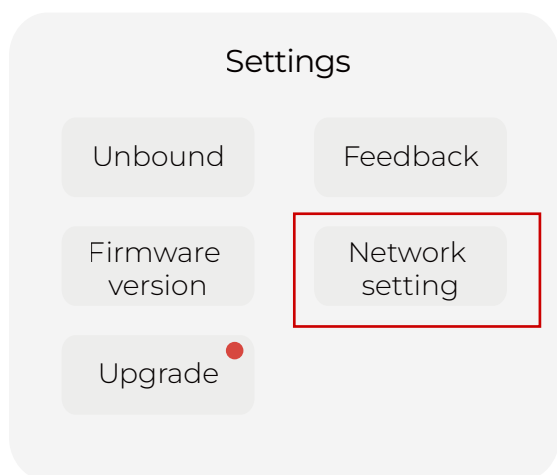 Settings
Unbound
Feedback
Firmware
version
Network
setting
Upgrade